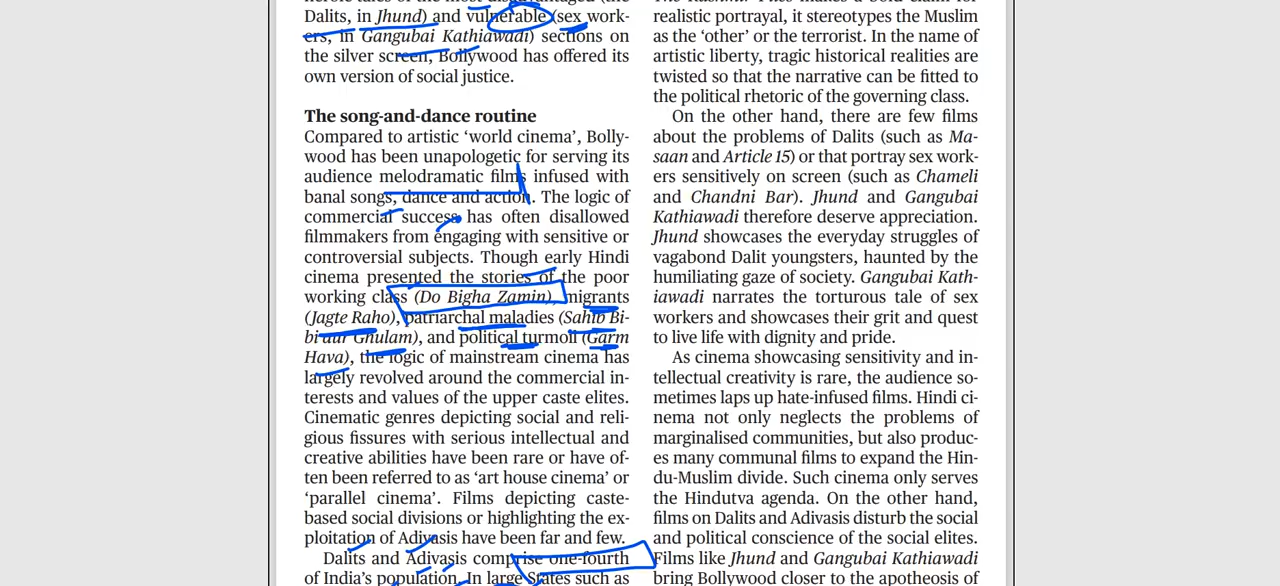 heroic tales of the most disadvantaged (the
Dalits, in Jhund) and vulnerable (sex work-
ers, in Gangubai Kathiawadi) sections on
the silver screen, Bollywood has offered its
own version of social justice.
The song-and-dance routine
Compared to artistic ‘world cinema’, Bolly-
wood has been unapologetic for serving its
audience melodramatic films infused with
banal songs, dance and action. The logic of
commercial success has often disallowed
filmmakers from engaging with sensitive or
controversial subjects. Though early Hindi
cinema presented the stories of the poor
working class (Do Bigha Zamin), migrants
(Jagte Raho), patriarchal maladies (Sahib Bi-
bi aur Ghulam), and political turmoil (Garm
Hava), the logic of mainstream cinema has
largely revolved around the commercial in-
terests and values of the upper caste elites.
Cinematic genres depicting social and reli-
gious fissures with serious intellectual and
creative abilities have been rare or have of-
ten been referred to as ‘art house cinema’ or
‘parallel cinema’. Films depicting caste-
based social divisions or highlighting the ex-
ploitation of Adivasis have been far and few.
Dalits and Adivasis comprise one-fourth
of India’s population. In large States such as
realistic portrayal, it stereotypes the Muslim
as the ‘other’ or the terrorist. In the name of
artistic liberty, tragic historical realities are
twisted so that the narrative can be fitted to
the political rhetoric of the governing class.
On the other hand, there are few films
about the problems of Dalits (such as Ma-
saan and Article 15) or that portray sex work-
ers sensitively on screen (such as Chameli
and Chandni Bar). Jhund and Gangubai
Kathiawadi therefore deserve appreciation.
Jhund showcases the everyday struggles of
vagabond Dalit youngsters, haunted by the
humiliating gaze of society. Gangubai Kath-
iawadi narrates the torturous tale of sex
workers and showcases their grit and quest
to live life with dignity and pride.
As cinema showcasing sensitivity and in-
tellectual creativity is rare, the audience so-
metimes laps up hate-infused films. Hindi ci-
nema not only neglects the problems of
marginalised communities, but also produc-
es many communal films to expand the Hin-
du-Muslim divide. Such cinema only serves
the Hindutva agenda. On the other hand,
films on Dalits and Adivasis disturb the social
and political conscience of the social elites.
Films like Jhund and Gangubai Kathiawadi
bring Bollywood closer to the apotheosis of